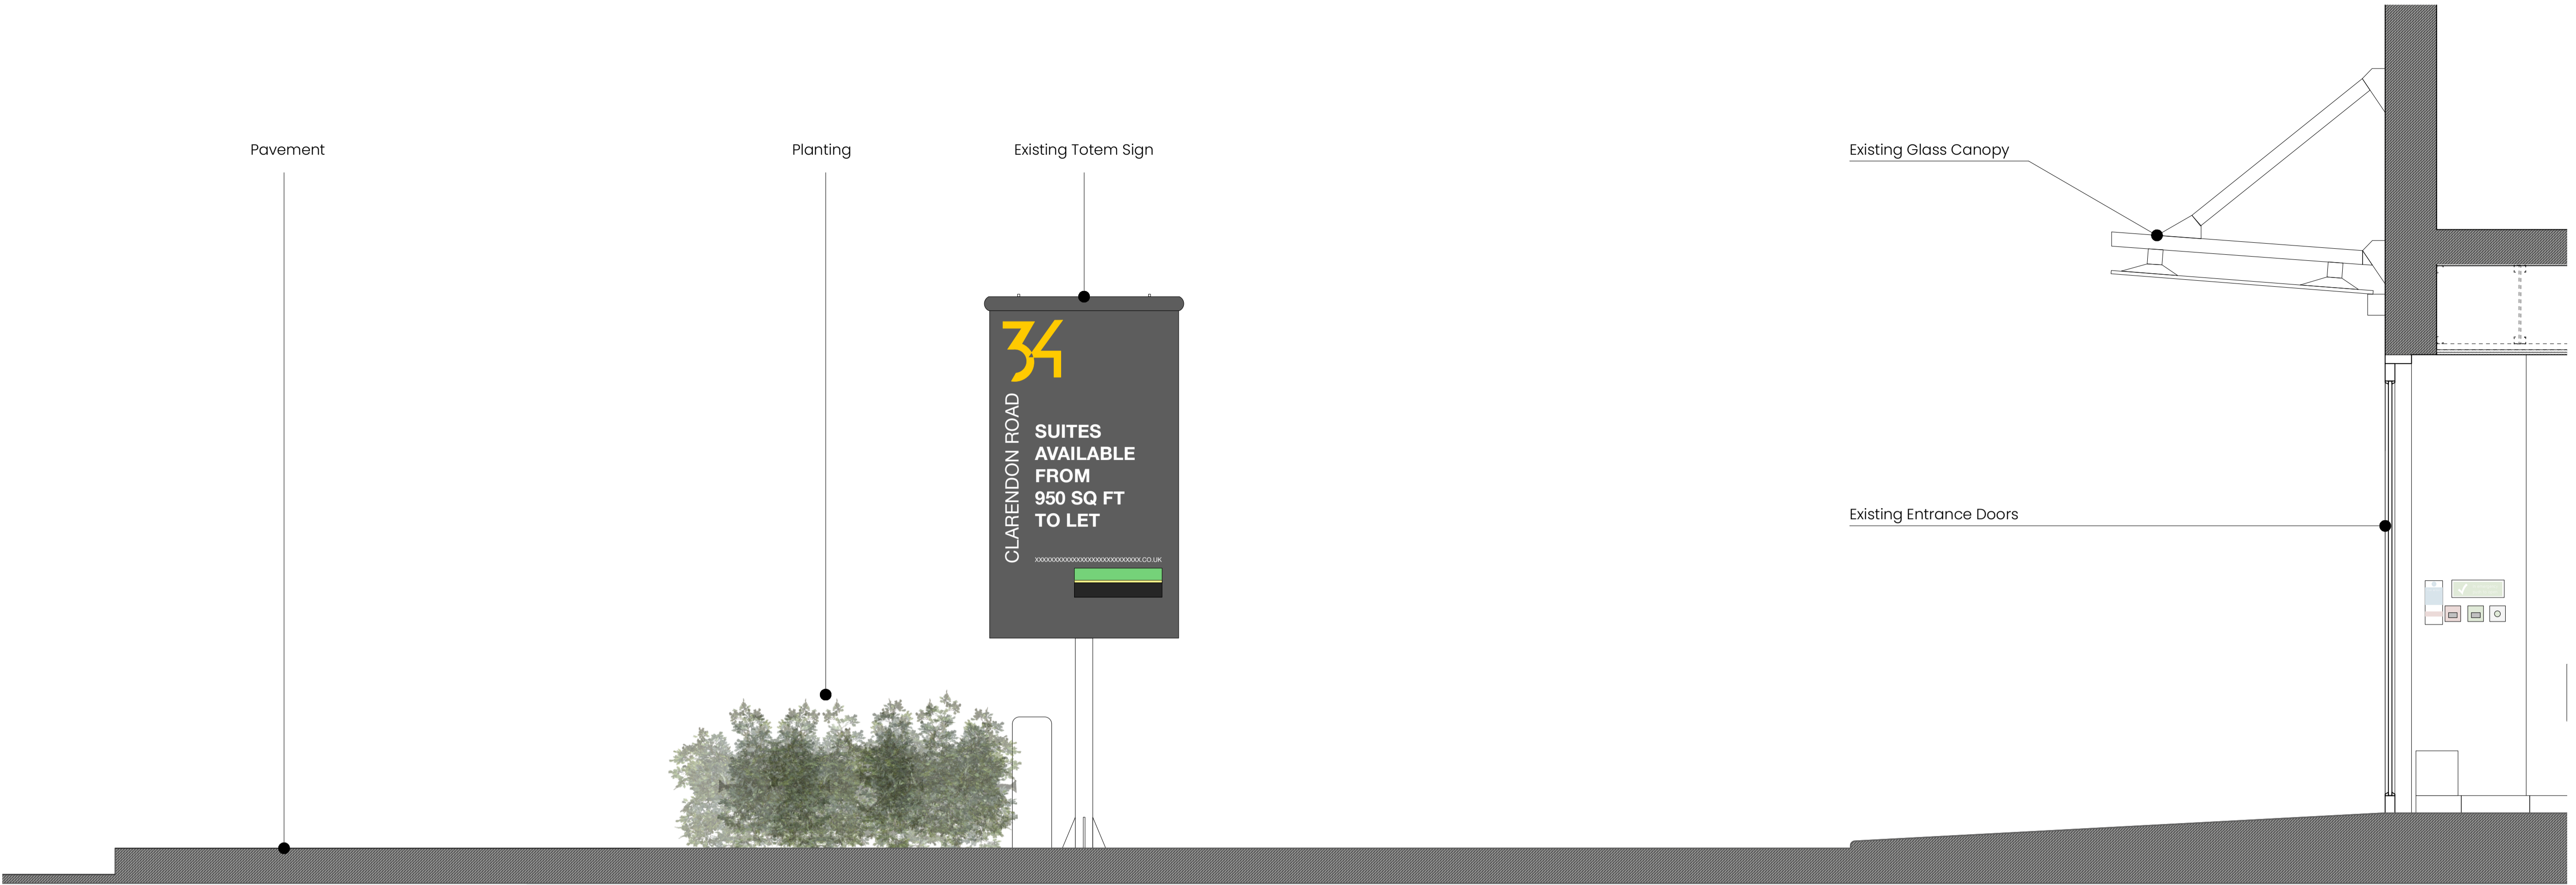 Pavement
Planting
Existing Totem Sign
Existing Glass Canopy
34
CLARENDON ROAD
SUITES
AVAILABLE
FROM
950 SQ FT
TO LET
Existing Entrance Doors